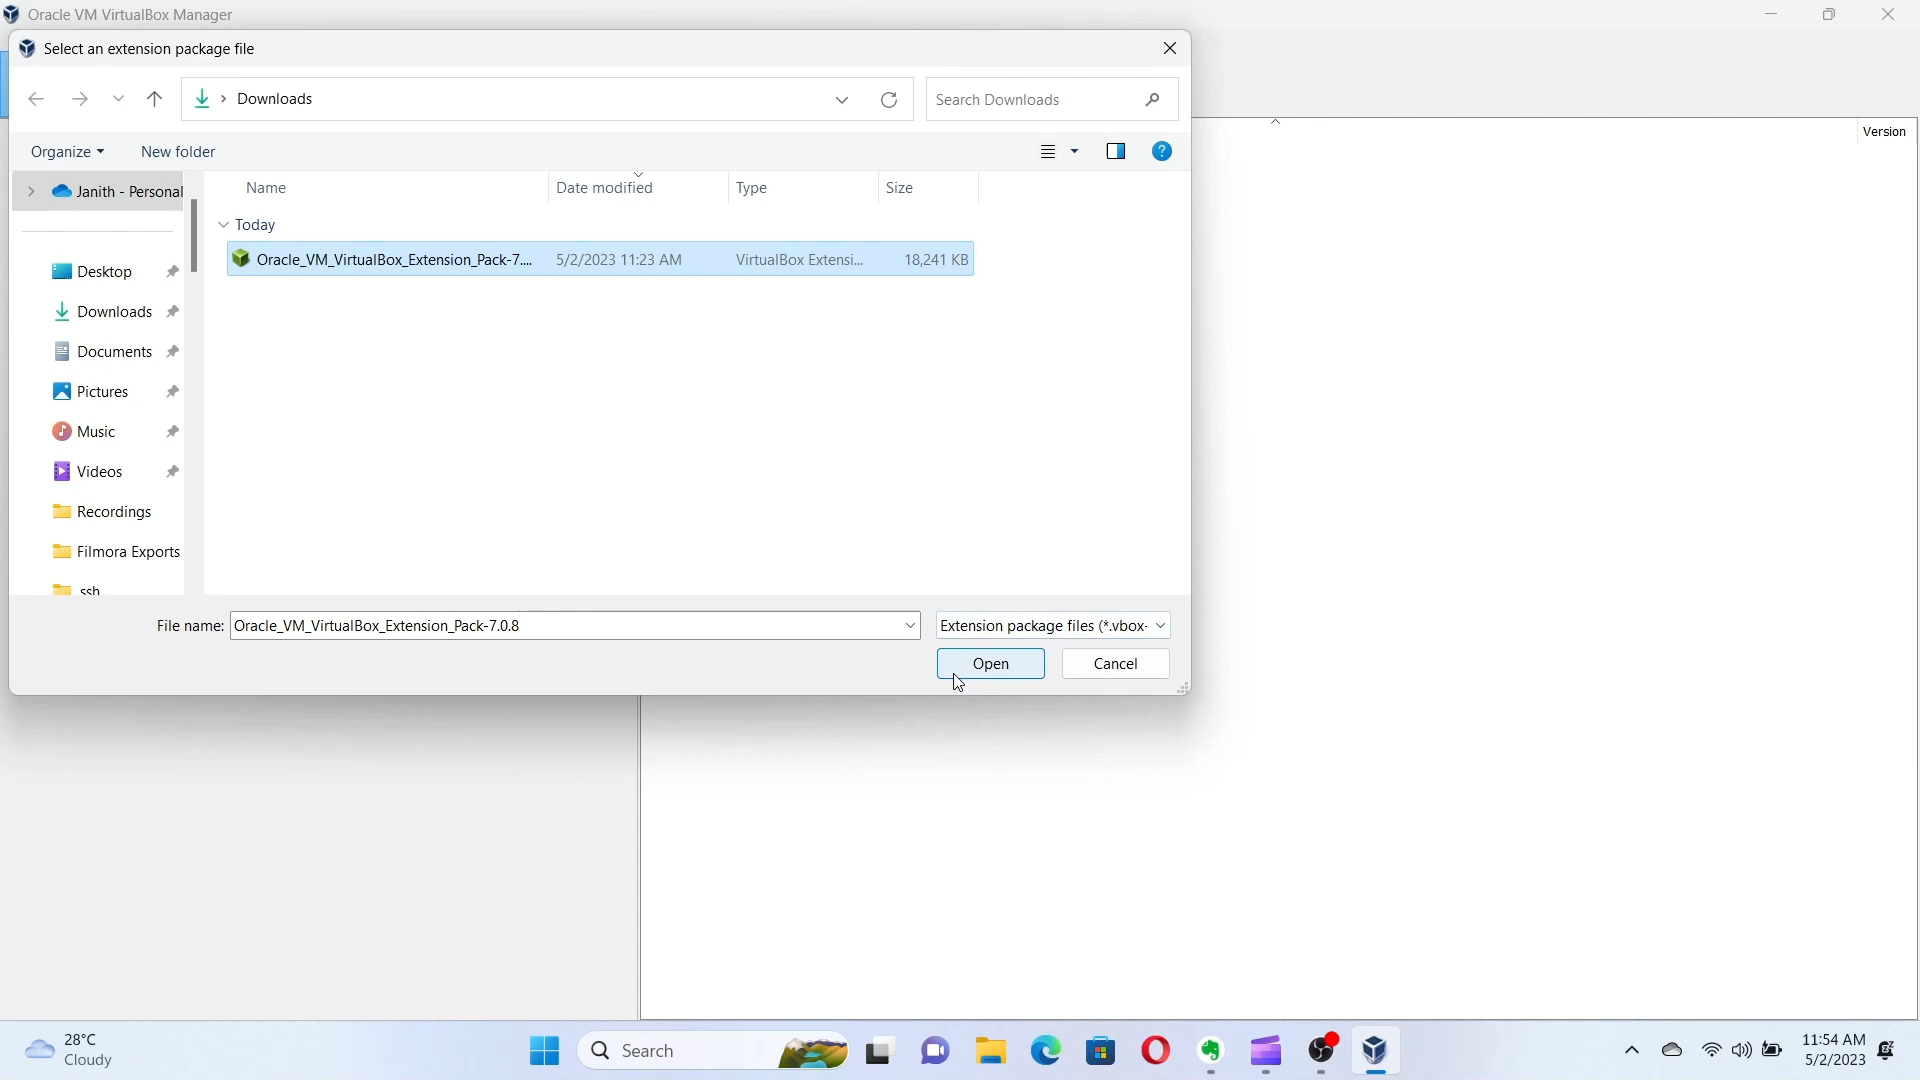 Oracle VM VirtualBox Manager
Select an extension package file
Downloads
Search Downloads
Organize
New folder
Version
Name
Date modified
Type
Size
Janith - Personal
Today
Oracle_VM_VirtualBox_Extension_Pack-7....
5/2/2023 11:23 AM
VirtualBox Extensi...
18,241 KB
Desktop
Downloads
Documents
Pictures
Music
Videos
Recordings
Filmora Exports
ssh
File name:
Oracle_VM_VirtualBox_Extension_Pack-7.0.8
Extension package files (*.vbox-
Open
Cancel
28°C
Cloudy
Search
11:54 AM
5/2/2023